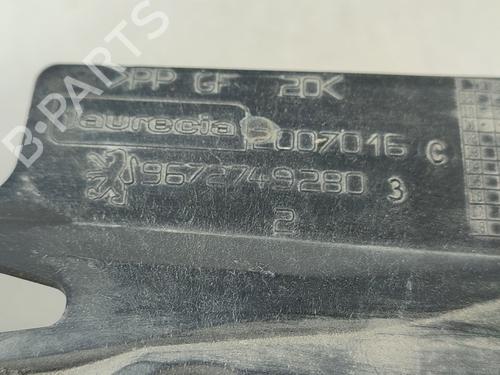 B-PARTS
>PP GF 20<
faurecia 2007016 C
9672749280 3
2